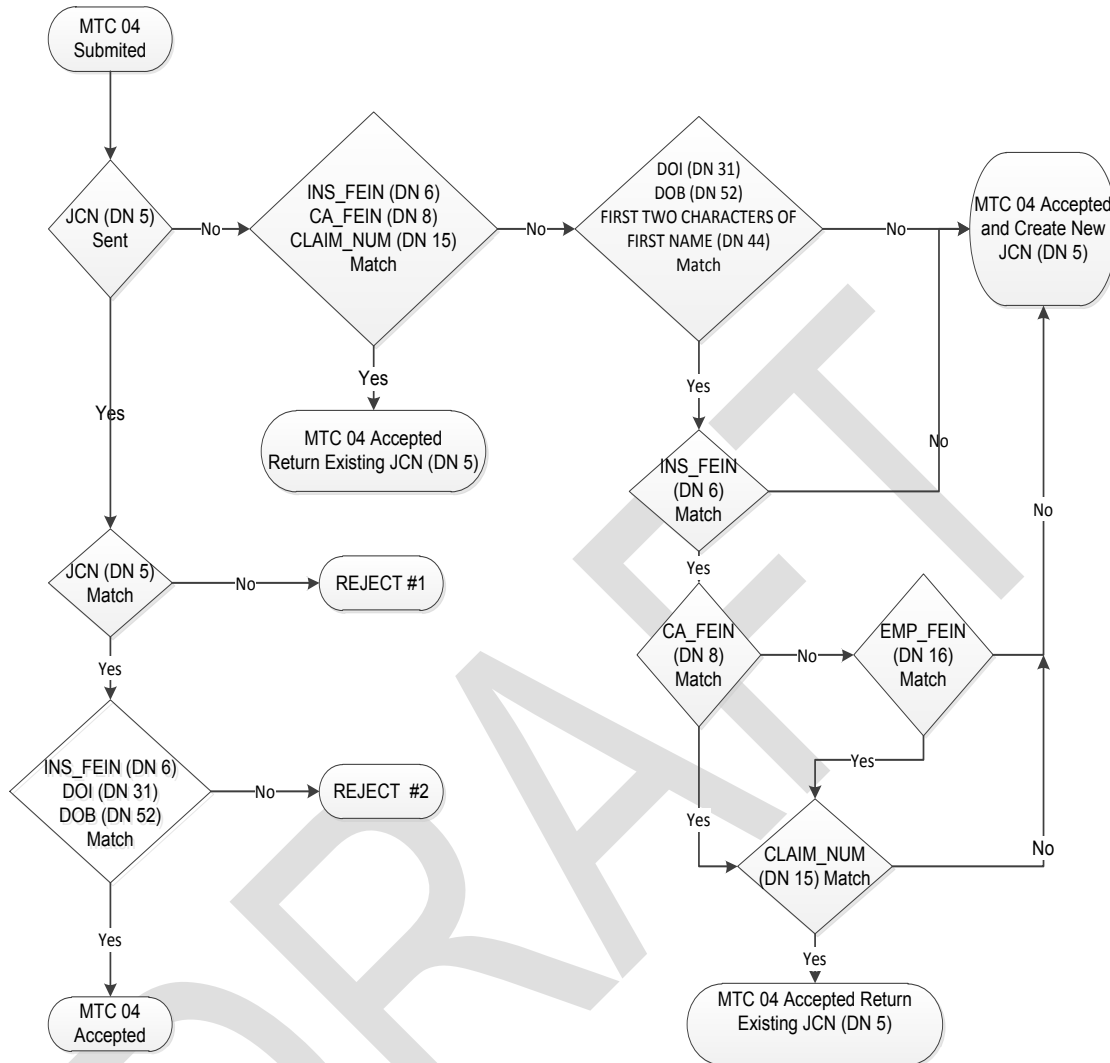 MTC 04
Submited
JCN (DN 5)
Sent
No
INS_FEIN (DN 6)
CA_FEIN (DN 8)
CLAIM_NUM (DN 15)
Match
No
DOI (DN 31)
DOB (DN 52)
FIRST TWO CHARACTERS OF
FIRST NAME (DN 44)
Match
No
MTC 04 Accepted
and Create New
JCN (DN 5)
Yes
Yes
Yes
MTC 04 Accepted
Return Existing JCN (DN 5)
No
INS_FEIN
(DN 6)
Match
No
Yes
JCN (DN 5)
Match
No
REJECT #1
CA_FEIN
(DN 8)
Match
No
EMP_FEIN
(DN 16)
Match
Yes
INS_FEIN (DN 6)
DOI (DN 31)
DOB (DN 52)
Match
No
REJECT #2
Yes
Yes
CLAIM_NUM
(DN 15) Match
No
Yes
Yes
MTC 04
Accepted
MTC 04 Accepted Return
Existing JCN (DN 5)
DRAFT